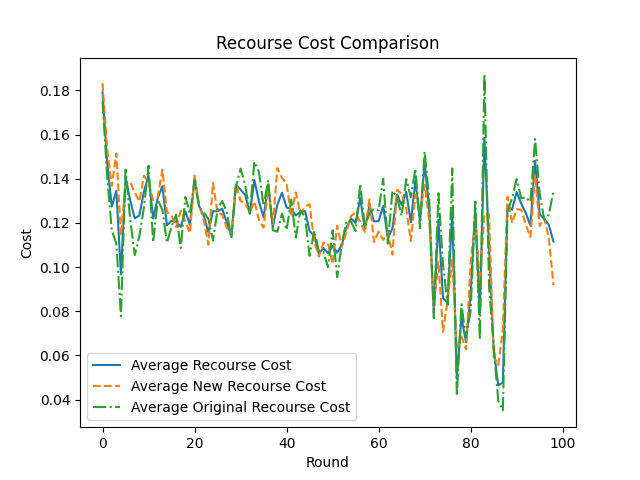 Recourse Cost Comparison
0.18
0.16
0.14
0.12
0.10
0.08
0.06
0.04
Cost
Average Recourse Cost
Average New Recourse Cost
Average Original Recourse Cost
0 20 40 60 80 100
Round